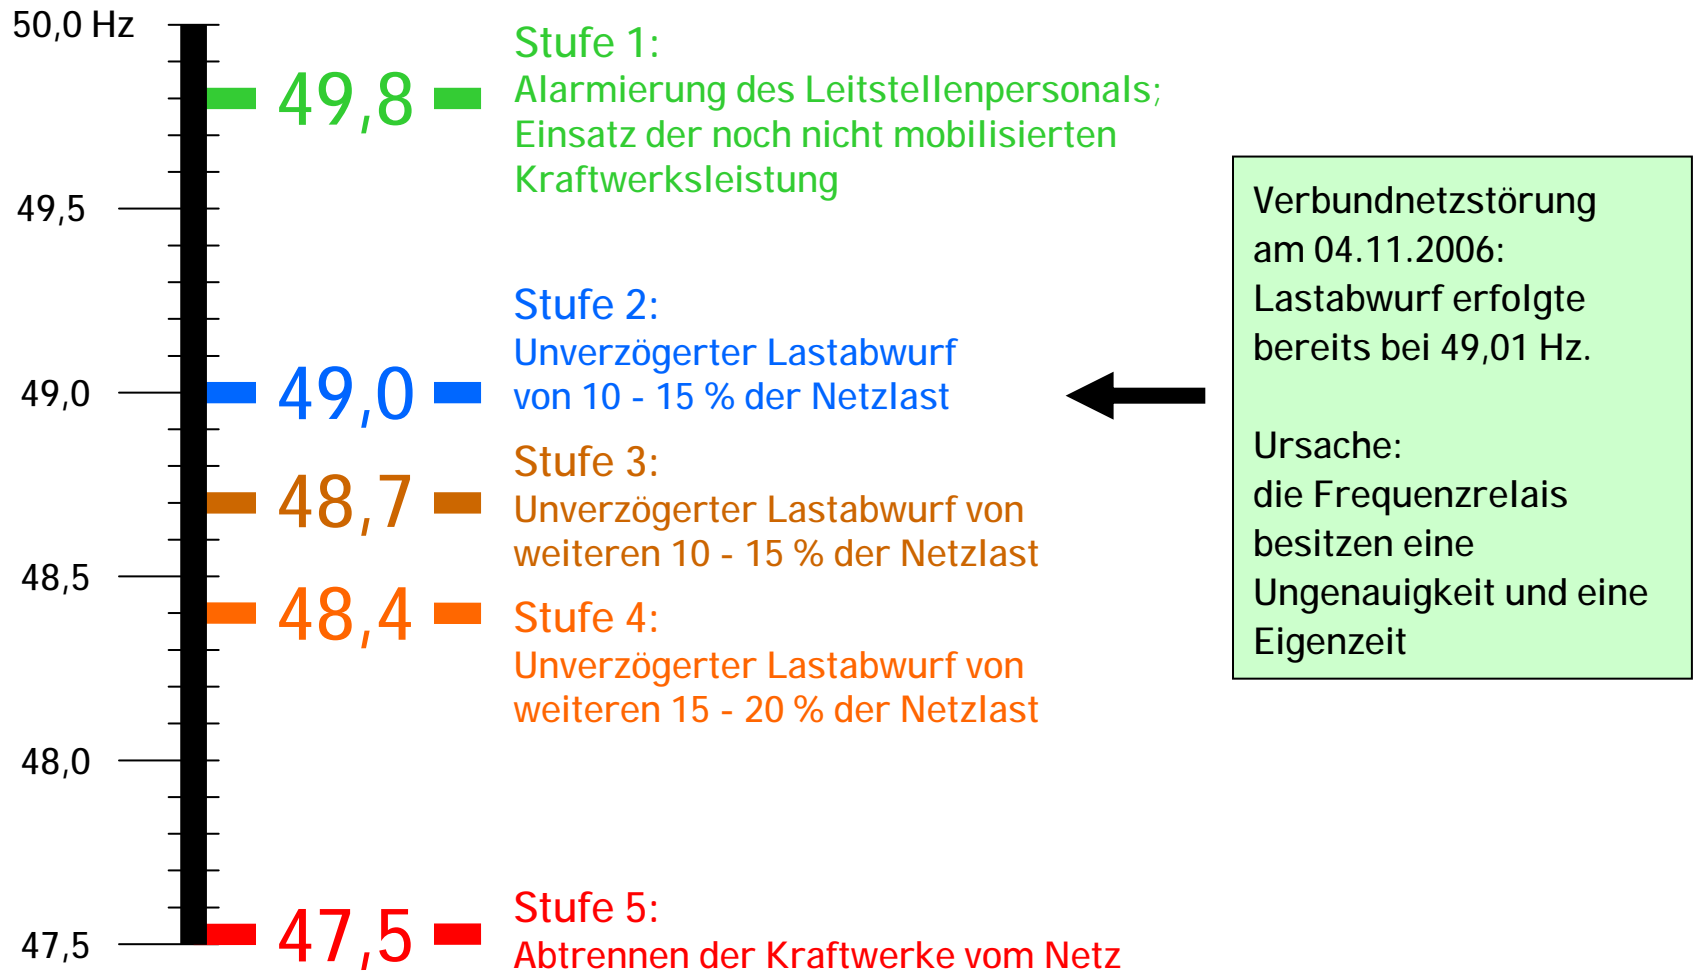 50,0 Hz
49,5
49,0
48,5
48,0
47,5
49,8
Stufe 1:
Alarmierung des Leitstellenpersonals;
Einsatz der noch nicht mobilisierten
Kraftwerksleistung
49,0
Stufe 2:
Unverzögerter Lastabwurf
von 10 - 15 % der Netzlast
48,7
Stufe 3:
Unverzögerter Lastabwurf von
weiteren 10 - 15 % der Netzlast
48,4
Stufe 4:
Unverzögerter Lastabwurf von
weiteren 15 - 20 % der Netzlast
47,5
Stufe 5:
Abtrennen der Kraftwerke vom Netz
Verbundnetzstörung
am 04.11.2006:
Lastabwurf erfolgte
bereits bei 49,01 Hz.
Ursache:
die Frequenzrelais
besitzen eine
Ungenauigkeit und eine
Eigenzeit